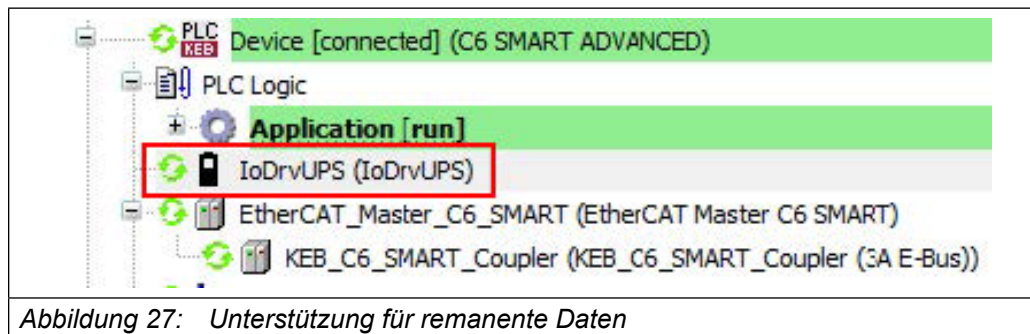 PLC
KEB Device [connected] (C6 SMART ADVANCED)
PLC Logic
Application [run]
IoDrvUPS (IoDrvUPS)
EtherCAT_Master_C6_SMART (EtherCAT Master C6 SMART)
KEB_C6_SMART_Coupler (KEB_C6_SMART_Coupler (3A E-Bus))
Abbildung 27: Unterstützung für remanente Daten